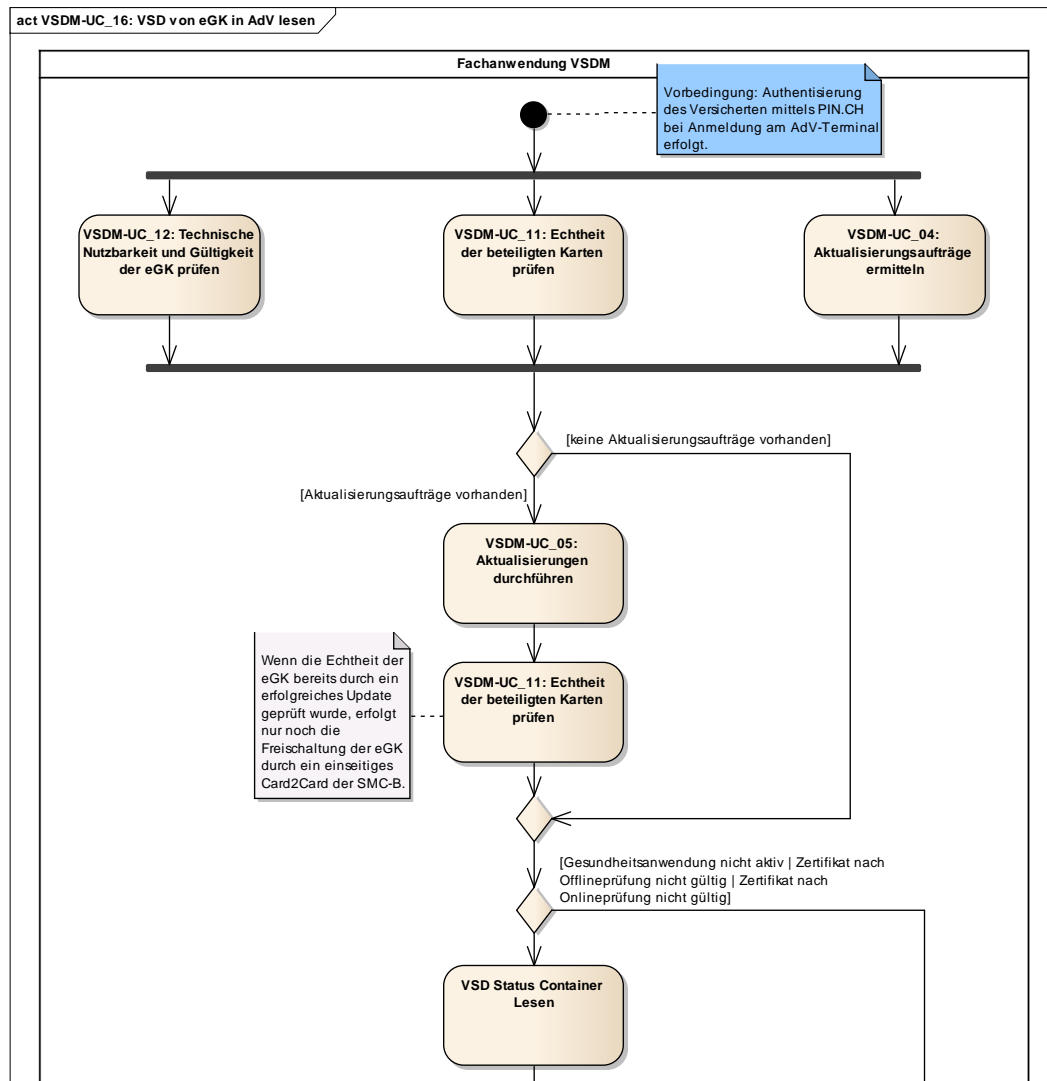 act VSDM-UC_16: VSD von eGK in AdV lesen
Fachanwendung VSDM
Vorbedingung: Authentisierung
des Versicherten mittels PIN.CH
bei Anmeldung am AdV-Terminal
erfolgt.
VSDM-UC_12: Technische
Nutzbarkeit und Gültigkeit
der eGK prüfen
VSDM-UC_11: Echtheit
der beteiligten Karten
prüfen
VSDM-UC_04:
Aktualisierungsaufträge
ermitteln
[keine Aktualisierungsaufträge vorhanden]
[Aktualisierungsaufträge vorhanden]
VSDM-UC_05:
Aktualisierungen
durchführen
Wenn die Echtheit der
eGK bereits durch ein
erfolgreiches Update
geprüft wurde, erfolgt
nur noch die
Freischaltung der eGK
durch ein einseitiges
Card2Card der SMC-B.
VSDM-UC_11: Echtheit
der beteiligten Karten
prüfen
[Gesundheitsanwendung nicht aktiv | Zertifikat nach
Offlineprüfung nicht gültig | Zertifikat nach
Onlineprüfung nicht gültig]
VSD Status Container
Lesen